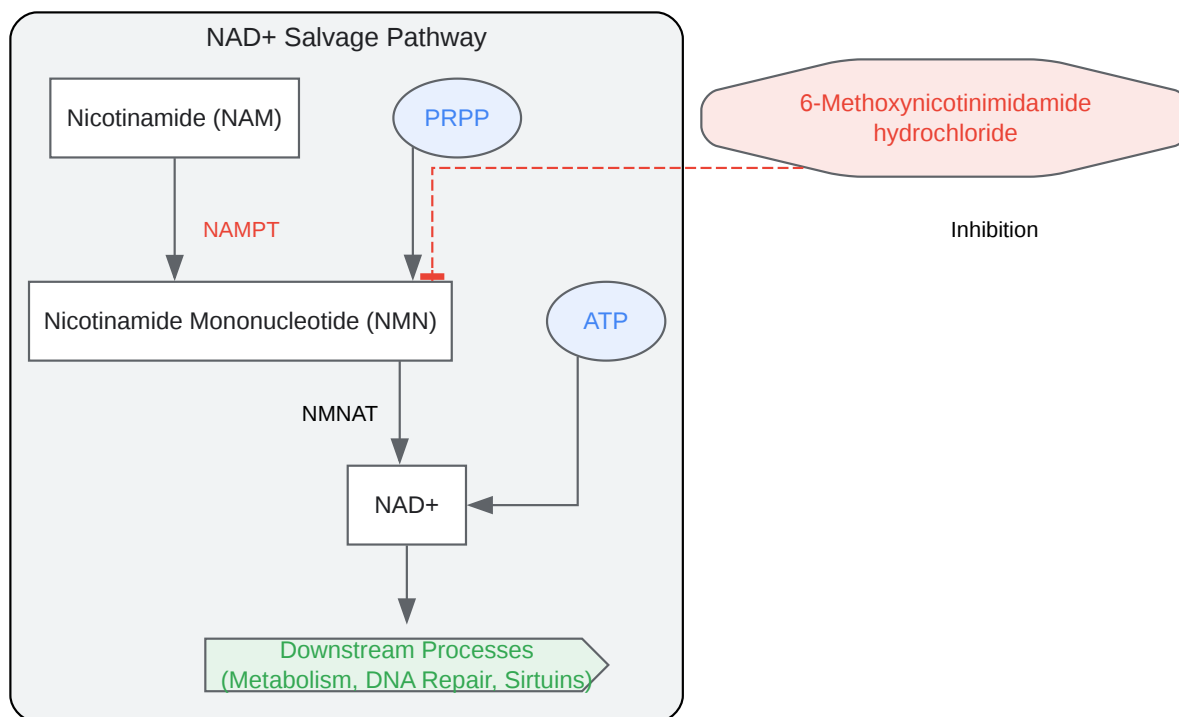 NAD+ Salvage Pathway
Nicotinamide (NAM)
PRPP
6-Methoxynicotinimidamide
hydrochloride
NAMPT
Inhibition
Nicotinamide Mononucleotide (NMN)
ATP
NMNAT
NAD+
Downstream Processes
(Metabolism, DNA Repair, Sirtuins)